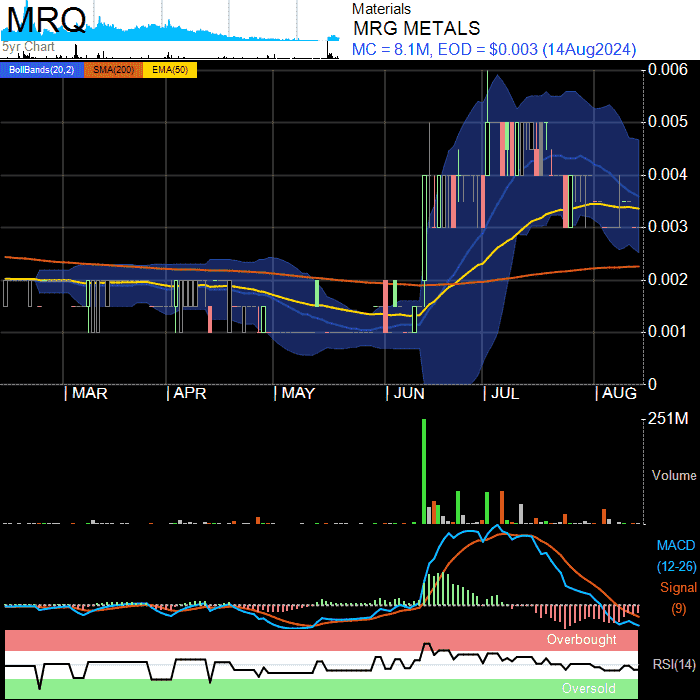 MRQ
5yr Chart
Materials
MRG METALS
MC = 8.1M, EOD = $0.003 (14Aug2024)
BollBands(20,2) SMA(200) EMA(50)
0.006
0.005
0.004
0.003
0.002
0.001
0
| MAR | APR | MAY | JUN | JUL | AUG
251M
Volume
MACD
(12-26)
Signal
(9)
Overbought
RSI(14)
Oversold